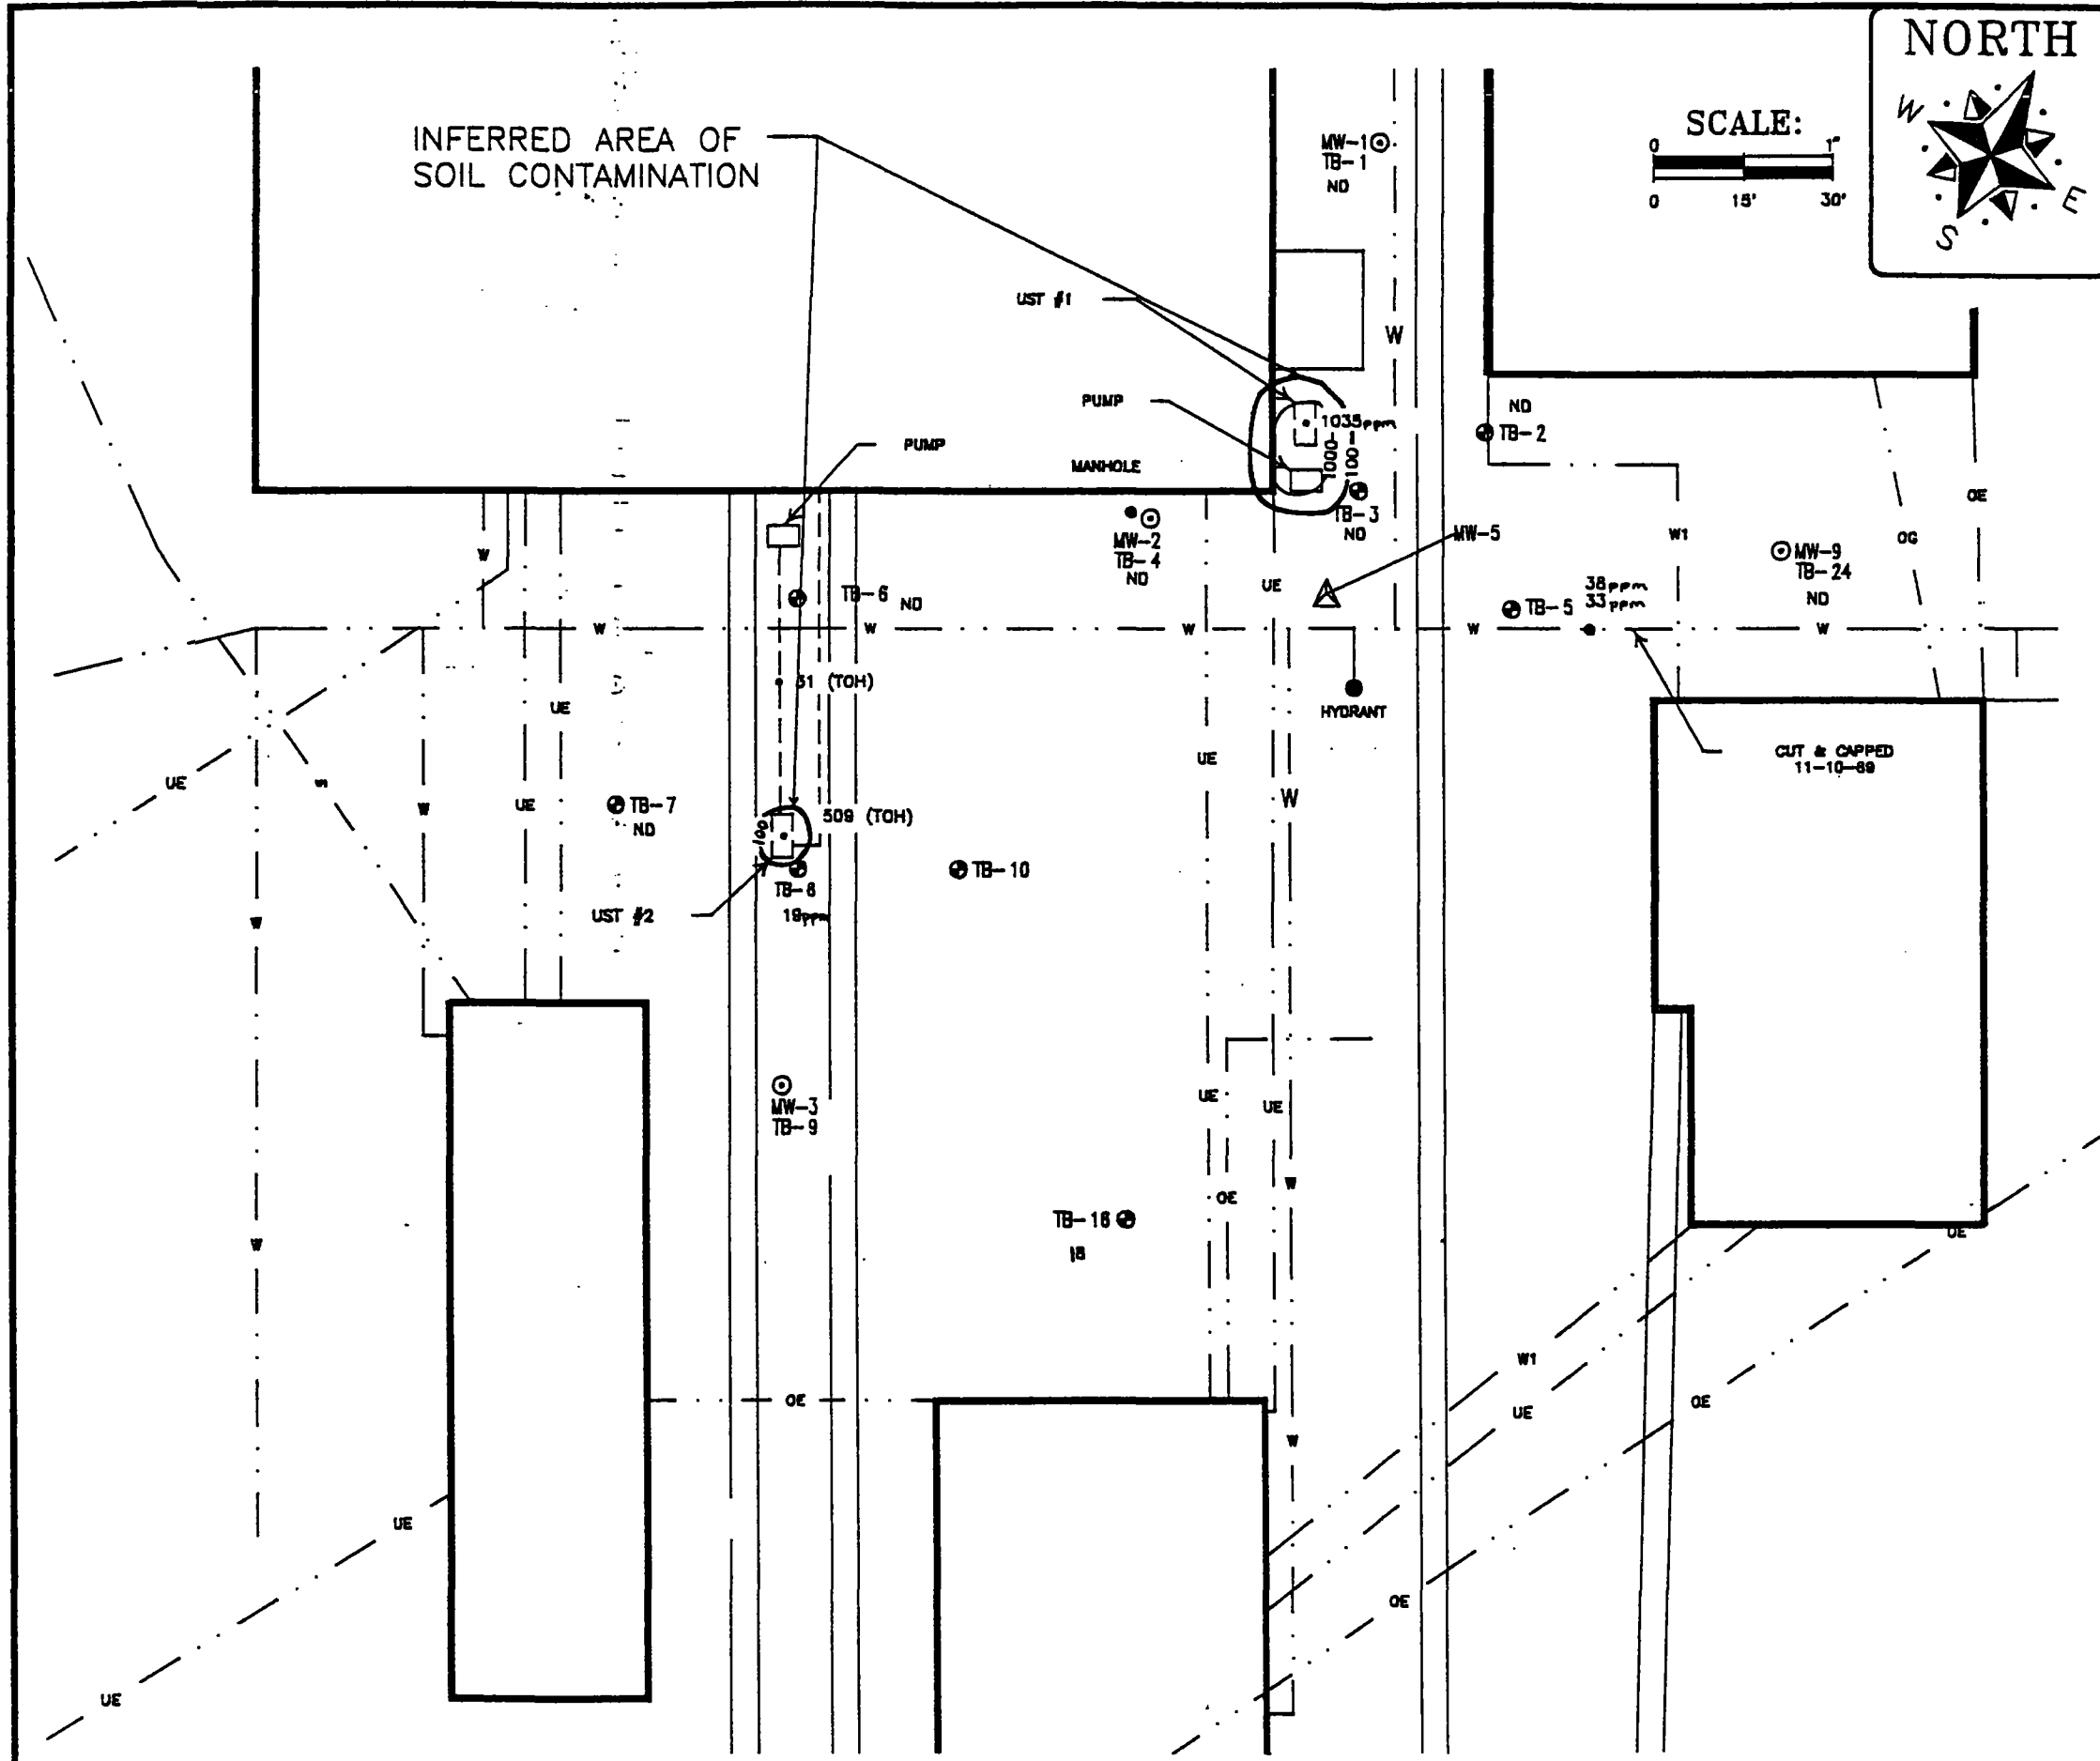 NORTH
W
E
S
SCALE:
0 1"
0 15' 30'
INFERRED AREA OF
SOIL CONTAMINATION
MW-1
TB-1
ND
UST #1
W
PUMP
1035ppm
1000-
100-
ND
TB-2
PUMP
MANHOLE
TB-3
ND
MW-2
TB-4
ND
MW-5
W1
OG
OE
MW-9
TB-24
ND
W
UE
38ppm
33ppm
TB-5
TB-6 ND
W
W
W
W
W
51 (TOH)
UE
HYDRANT
CUT & CAPPED
11-10-89
UE
UE
W
UE
TB-7
ND
100
509 (TOH)
UE
W
TB-8
19ppm
TB-10
UST #2
W
MW-3
TB-9
UE
UE
OE
W
TB-16
18
W
UE
W1
UE
OE
OE
W
UE
OE
UE